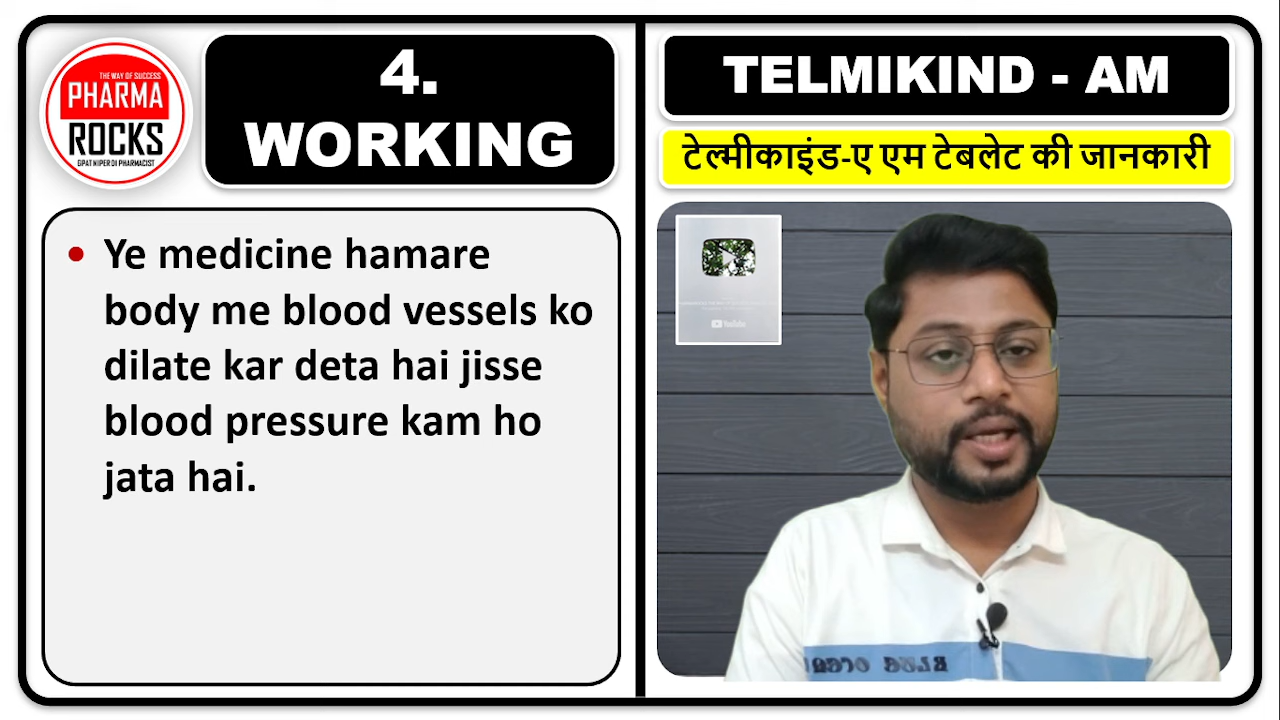 THE WAY OF SUCCESS
PHARMA
ROCKS
GPAT NIPER DI PHARMACIST
4.
WORKING
• Ye medicine hamare
body me blood vessels ko
dilate kar deta hai jisse
blood pressure kam ho
jata hai.
TELMIKIND - AM
टेल्मीकाइंड-ए एम टेबलेट की जानकारी
YouTube